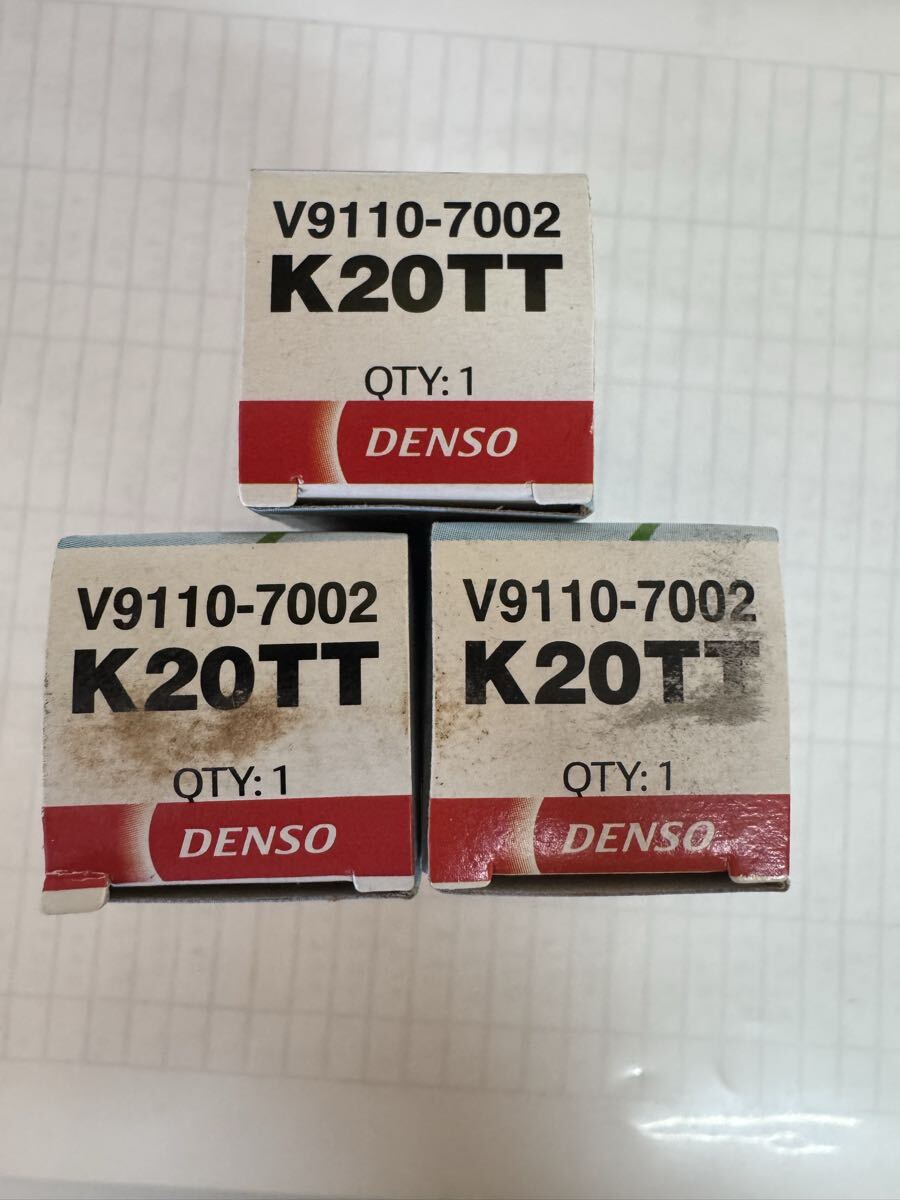 V9110-7002
K20TT
QTY: 1
DENSO
V9110-7002
K20TT
QTY: 1
DENSO
V9110-7002
K20TT
QTY: 1
DENSO